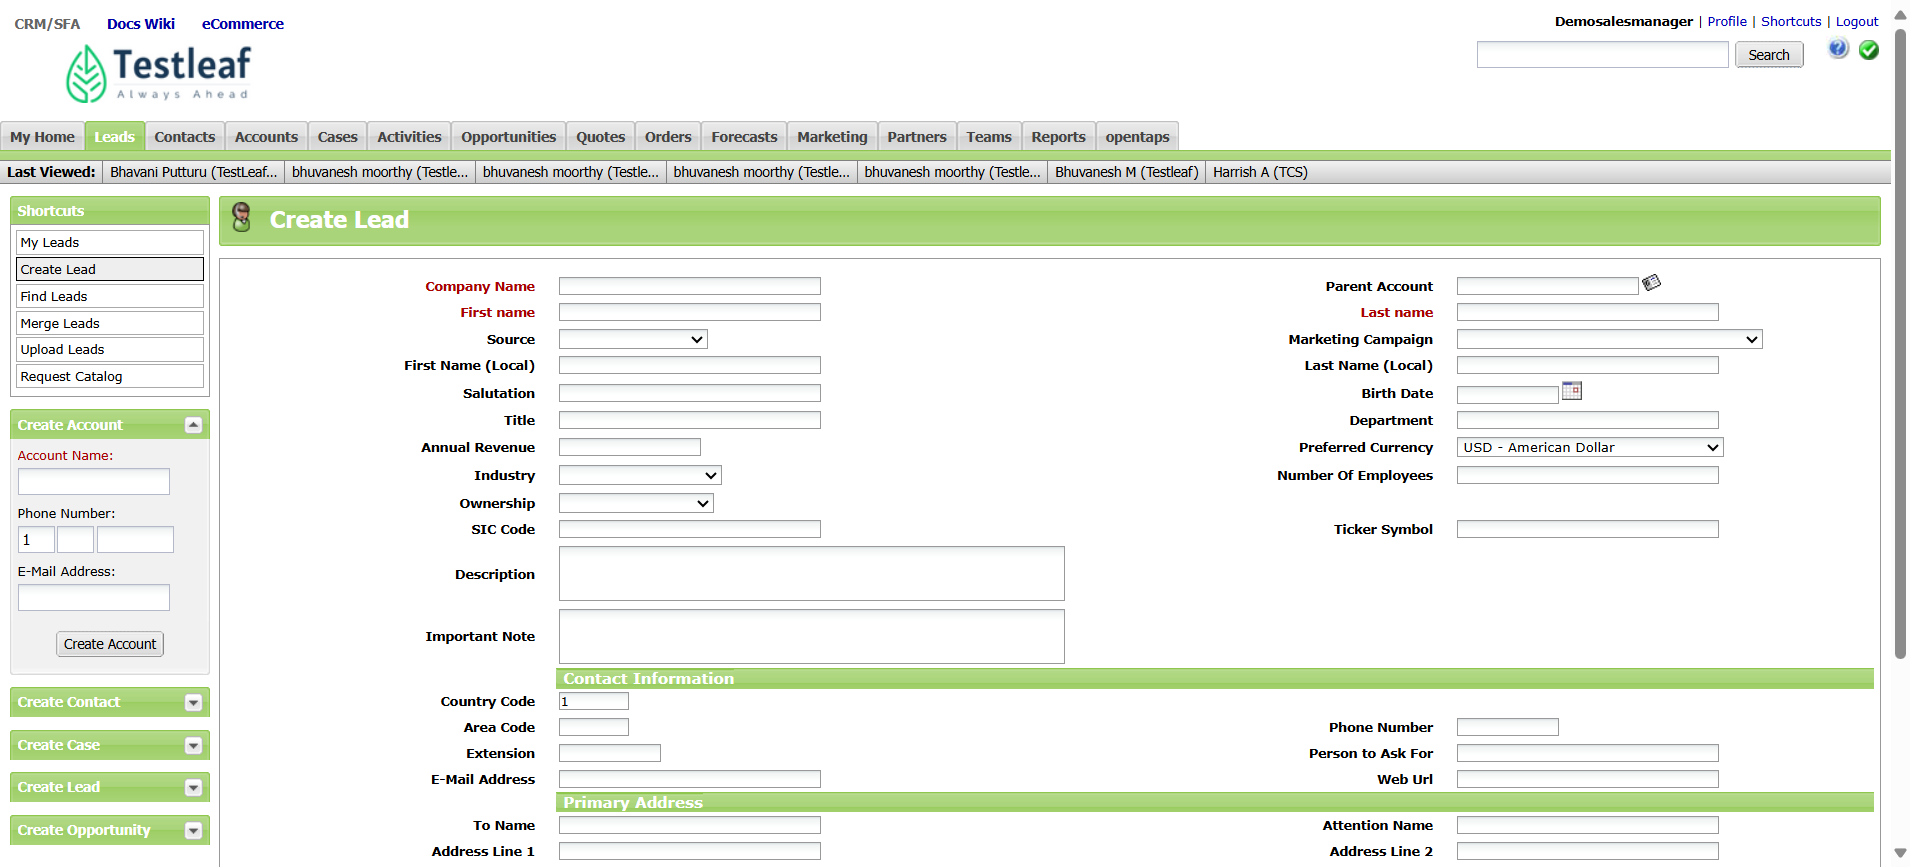 CRM/SFA Docs Wiki eCommerce
Demosalesmanager | Profile | Shortcuts | Logout
Testleaf
Always Ahead
Search
My Home Leads Contacts Accounts Cases Activities Opportunities Quotes Orders Forecasts Marketing Partners Teams Reports opentaps
Last Viewed: Bhavani Putturu (TestLeaf... bhuvanesh moorthy (Testle... bhuvanesh moorthy (Testle... bhuvanesh moorthy (Testle... bhuvanesh moorthy (Testle... Bhuvanesh M (Testleaf) Harrish A (TCS)
Shortcuts
My Leads
Create Lead
Find Leads
Merge Leads
Upload Leads
Request Catalog
Create Account
Account Name:
Phone Number:
1
E-Mail Address:
Create Account
Create Contact
Create Case
Create Lead
Create Opportunity
Create Lead
Company Name Parent Account
First name Last name
Source Marketing Campaign
First Name (Local) Last Name (Local)
Salutation Birth Date
Title Department
Annual Revenue Preferred Currency USD - American Dollar
Industry Number Of Employees
Ownership
SIC Code Ticker Symbol
Description
Important Note
Contact Information
Country Code 1
Area Code Phone Number
Extension Person to Ask For
E-Mail Address Web Url
Primary Address
To Name Attention Name
Address Line 1 Address Line 2